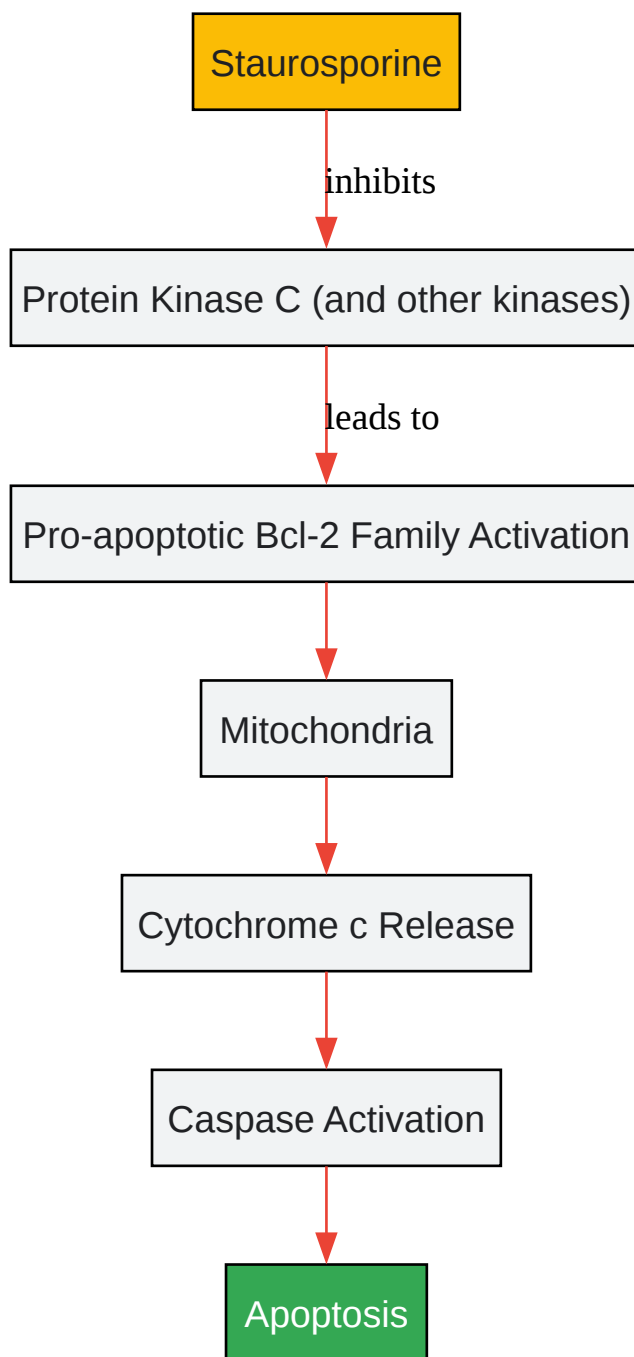 Staurosporine
inhibits
Protein Kinase C (and other kinases)
leads to
Pro-apoptotic Bcl-2 Family Activation
Mitochondria
Cytochrome c Release
Caspase Activation
Apoptosis